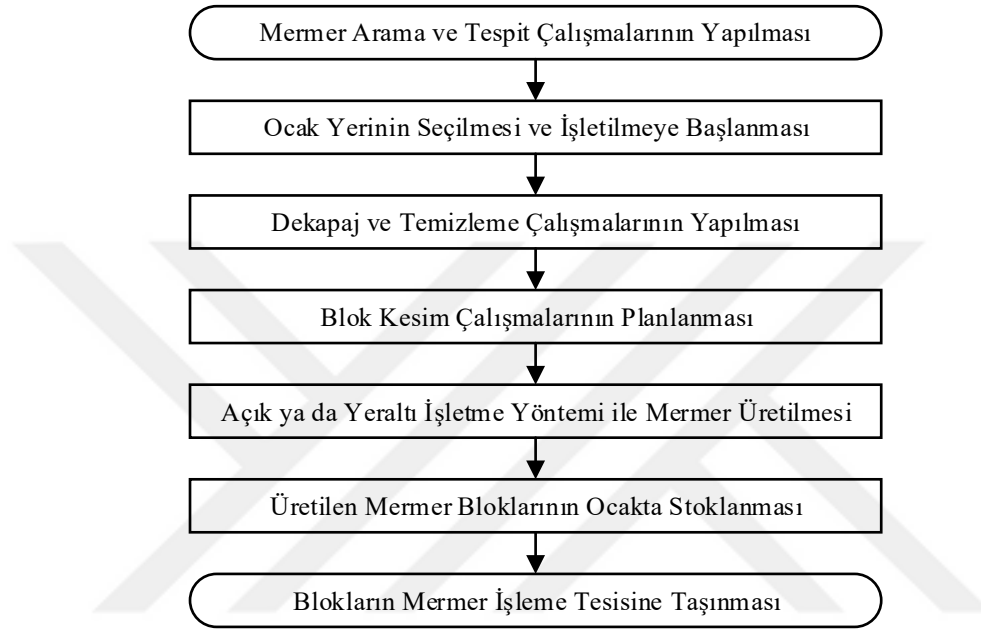 Mermer Arama ve Tespit Çalışmalarının Yapılması
Ocak Yerinin Seçilmesi ve İşletilmeye Başlanması
Dekapaj ve Temizleme Çalışmalarının Yapılması
Blok Kesim Çalışmalarının Planlanması
Açık ya da Yeraltı İşletme Yöntemi ile Mermer Üretilmesi
Üretilen Mermer Bloklarının Ocakta Stoklanması
Blokların Mermer İşleme Tesisine Taşınması